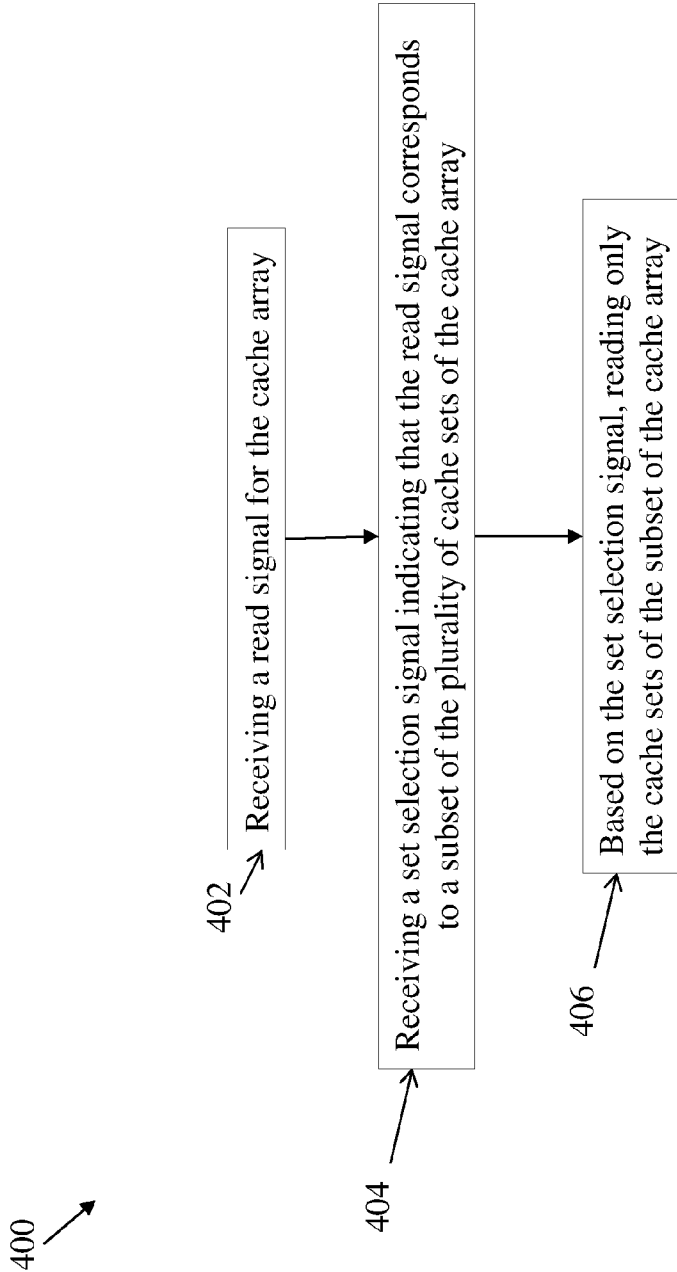 400
402
Receiving a read signal for the cache array
404
Receiving a set selection signal indicating that the read signal corresponds
to a subset of the plurality of cache sets of the cache array
406
Based on the set selection signal, reading only
the cache sets of the subset of the cache array